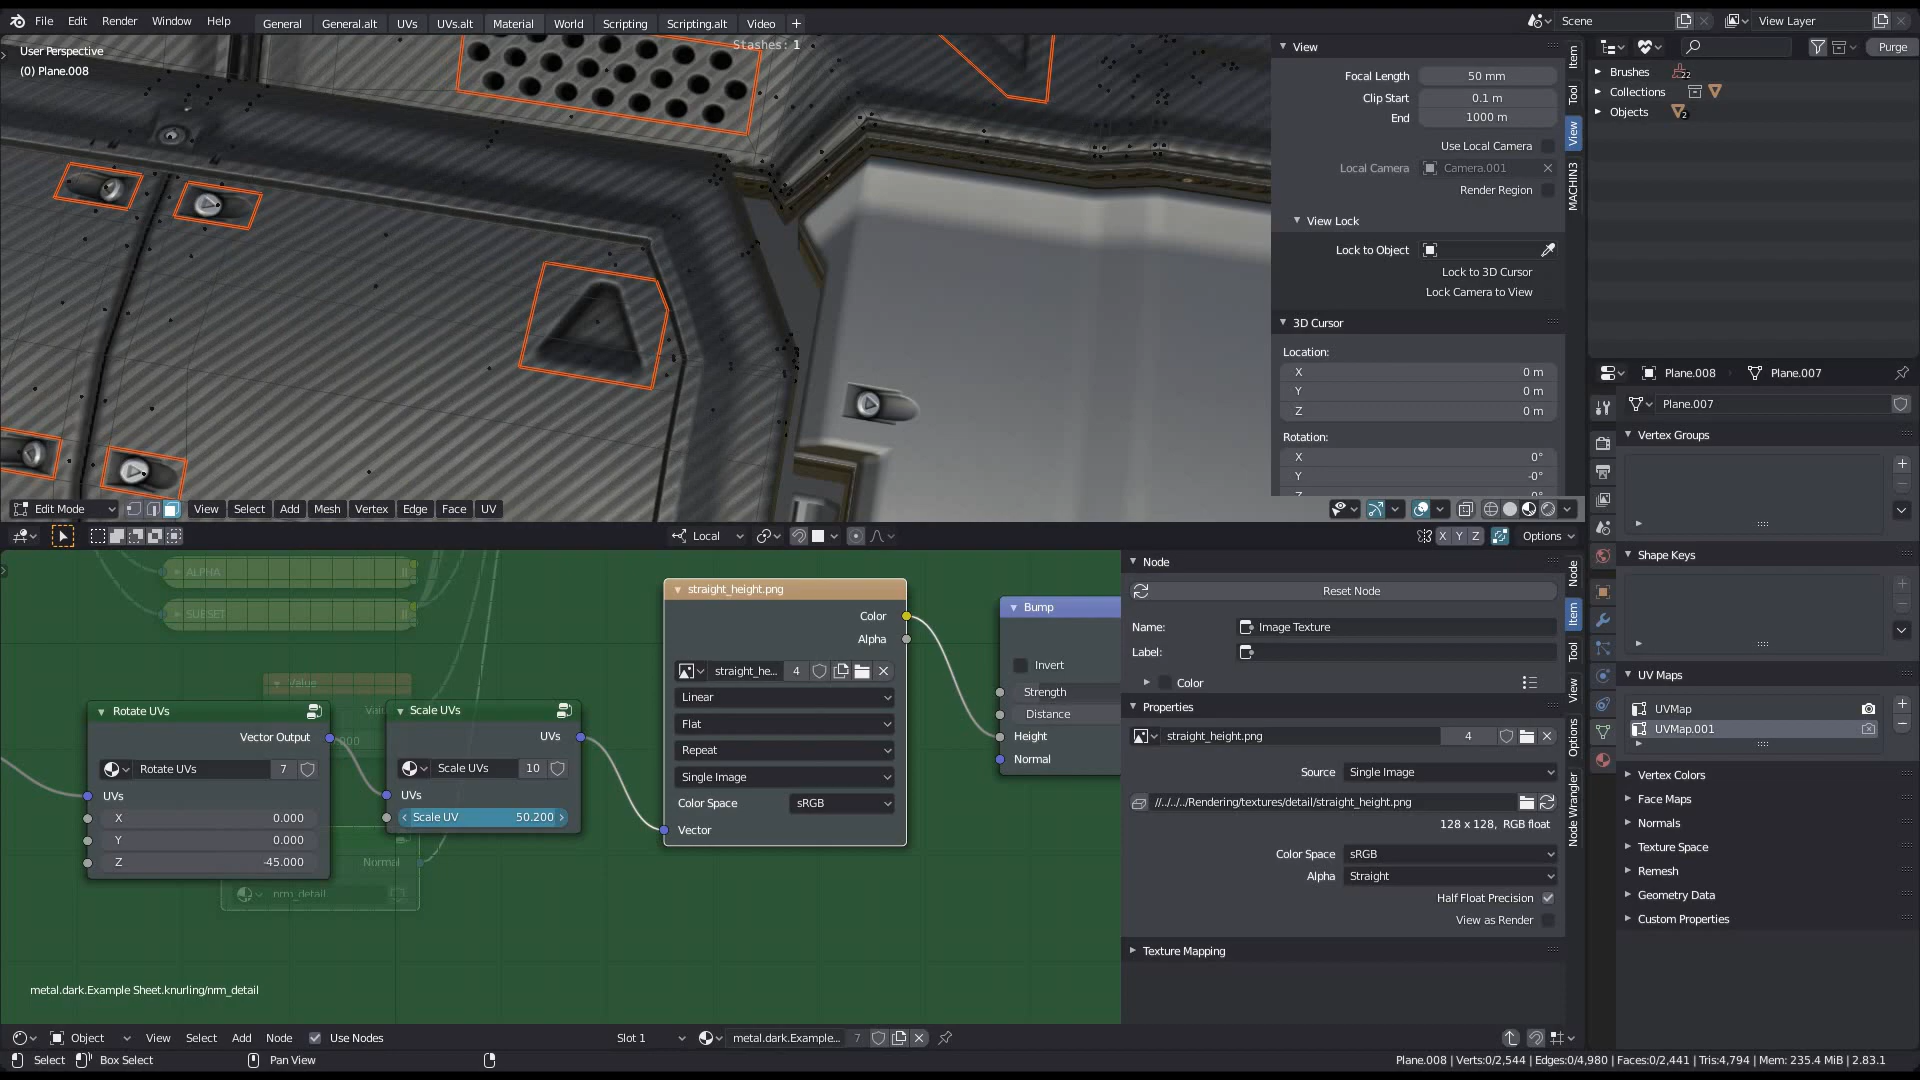 File Edit Render Window Help General General.alt UVs UVs.alt Material World Scripting Scripting.alt Video + Scene View Layer
User Perspective
(0) Plane.008
Stashes: 1
View
Focal Length 50 mm
Clip Start 0.1 m
End 1000 m
Use Local Camera
Local Camera Camera.001
Render Region
View Lock
Lock to Object
Lock to 3D Cursor
Lock Camera to View
3D Cursor
Location:
X 0 m
Y 0 m
Z 0 m
Rotation:
X 0°
Y -0°
Item
Tool
View
MACHIN3
Purge
Brushes 22
Collections
Objects 2
Plane.008 Plane.007
Plane.007
Vertex Groups
Shape Keys
UV Maps
UVMap
UVMap.001
Vertex Colors
Face Maps
Normals
Texture Space
Remesh
Geometry Data
Custom Properties
Edit Mode View Select Add Mesh Vertex Edge Face UV
Local X Y Z Options
ALPHA
SUBSET
Value
Rotate UVs
Vector Output
Rotate UVs 7
UVs
X 0.000
Y 0.000
Z -45.000
Scale UVs
UVs
Scale UVs 10
UVs
Scale UV 50.200
Normal
nrm_detail
straight_height.png
Color
Alpha
straight_he... 4
Linear
Flat
Repeat
Single Image
Color Space sRGB
Vector
Bump
Invert
Strength
Distance
Height
Normal
Node
Reset Node
Name: Image Texture
Label:
Color
Properties
straight_height.png 4
Source Single Image
//../../../Rendering/textures/detail/straight_height.png
128 x 128, RGB float
Color Space sRGB
Alpha Straight
Half Float Precision
View as Render
Texture Mapping
Node
Item
Tool
View
Options
Node Wrangler
metal.dark.Example Sheet.knurling/nrm_detail
Object View Select Add Node Use Nodes Slot 1 metal.dark.Example... 7
Select Box Select Pan View Plane.008 | Verts:0/2,544 | Edges:0/4,980 | Faces:0/2,441 | Tris:4,794 | Mem: 235.4 MiB | 2.83.1